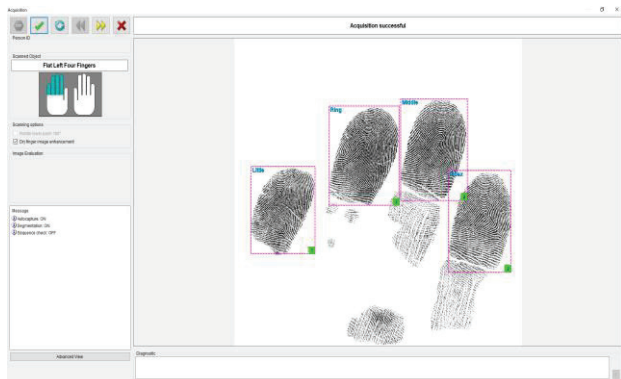 Acquisition
Person ID
Acquisition successful
Scanned Object
Flat Left Four Fingers
Scanning options
Dry finger image enhancement
Image Evaluation
Message
Autocapture: ON
Segmentation: ON
Sequence check: OFF
Advanced View
Diagnostic
Little
Ring
Middle
Index